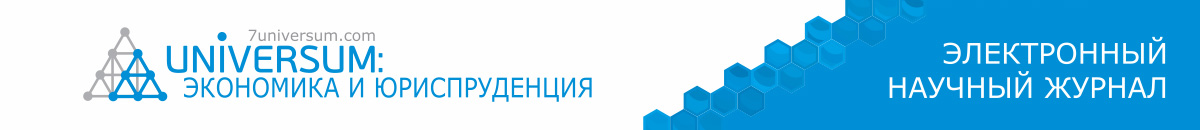 7universum.com
UNIVERSUM:
ЭКОНОМИКА И ЮРИСПРУДЕНЦИЯ
ЭЛЕКТРОННЫЙ
НАУЧНЫЙ ЖУРНАЛ